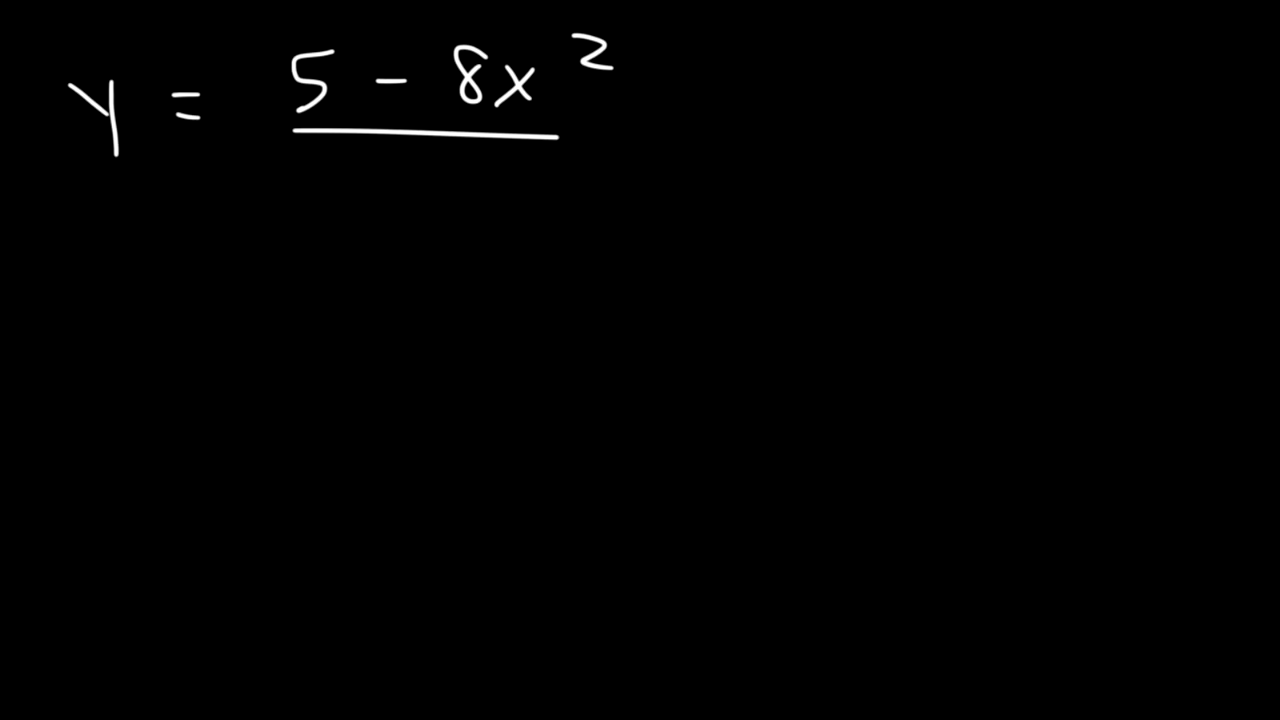 y = 5 - 8x²